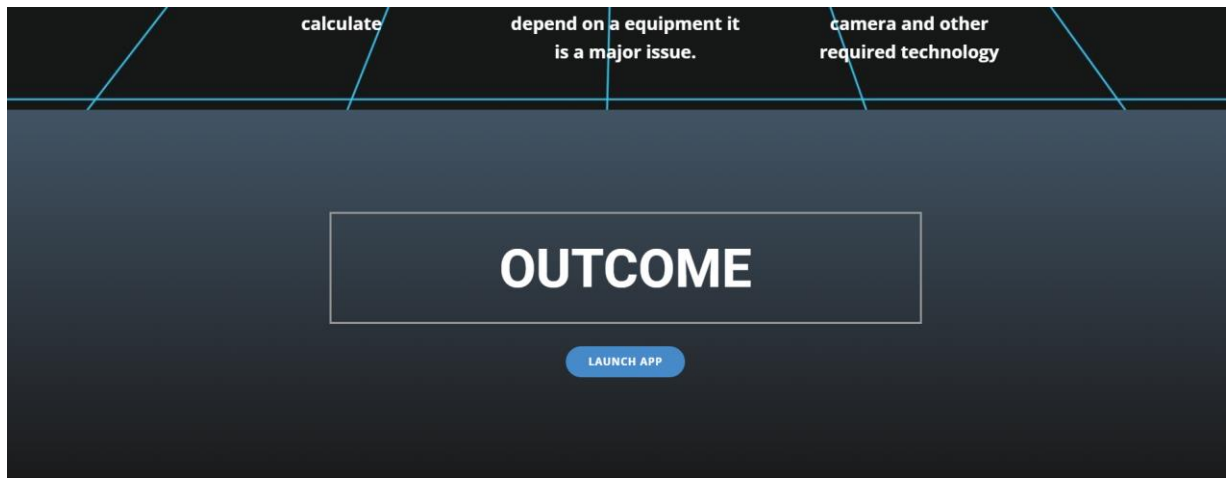 calculate
depend on a equipment it
is a major issue.
camera and other
required technology
OUTCOME
LAUNCH APP